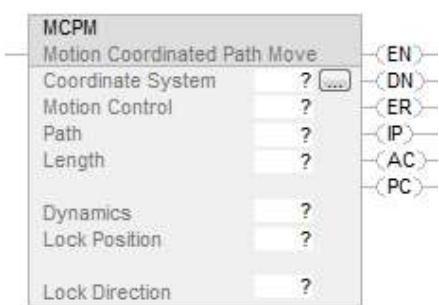 MCPM
Motion Coordinated Path Move (EN)
Coordinate System ? ... (DN)
Motion Control ? (ER)
Path ? (IP)
Length ? (AC)
(PC)
Dynamics ?
Lock Position ?
Lock Direction ?